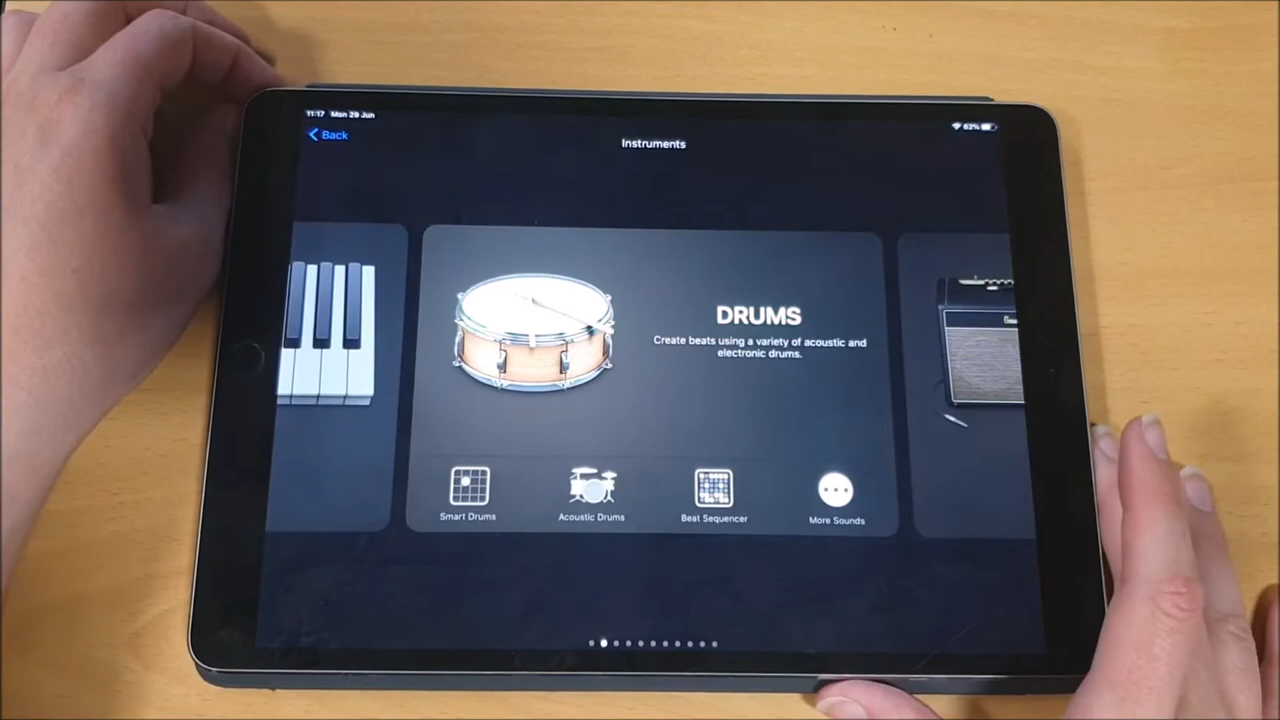 11:17 Mon 29 Jun
62%
Back
Instruments
DRUMS
Create beats using a variety of acoustic and
electronic drums.
Smart Drums
Acoustic Drums
Beat Sequencer
More Sounds